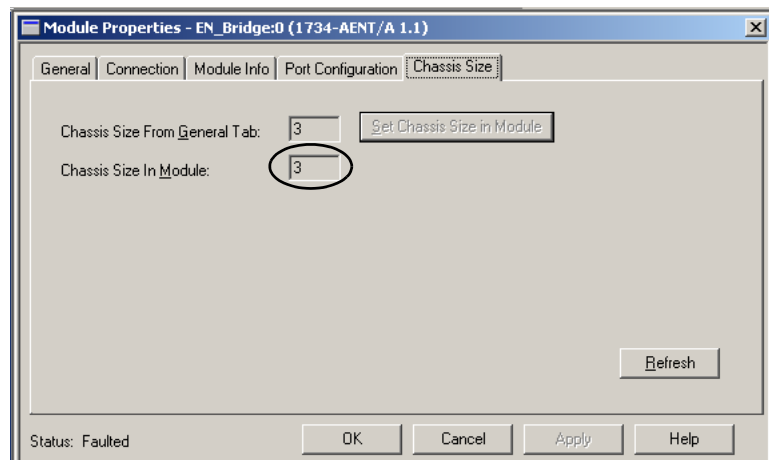 Module Properties - EN_Bridge:0 (1734-AENT/A 1.1)
General Connection Module Info Port Configuration Chassis Size
Chassis Size From General Tab: 3 Set Chassis Size in Module
Chassis Size In Module: 3
Refresh
Status: Faulted OK Cancel Apply Help